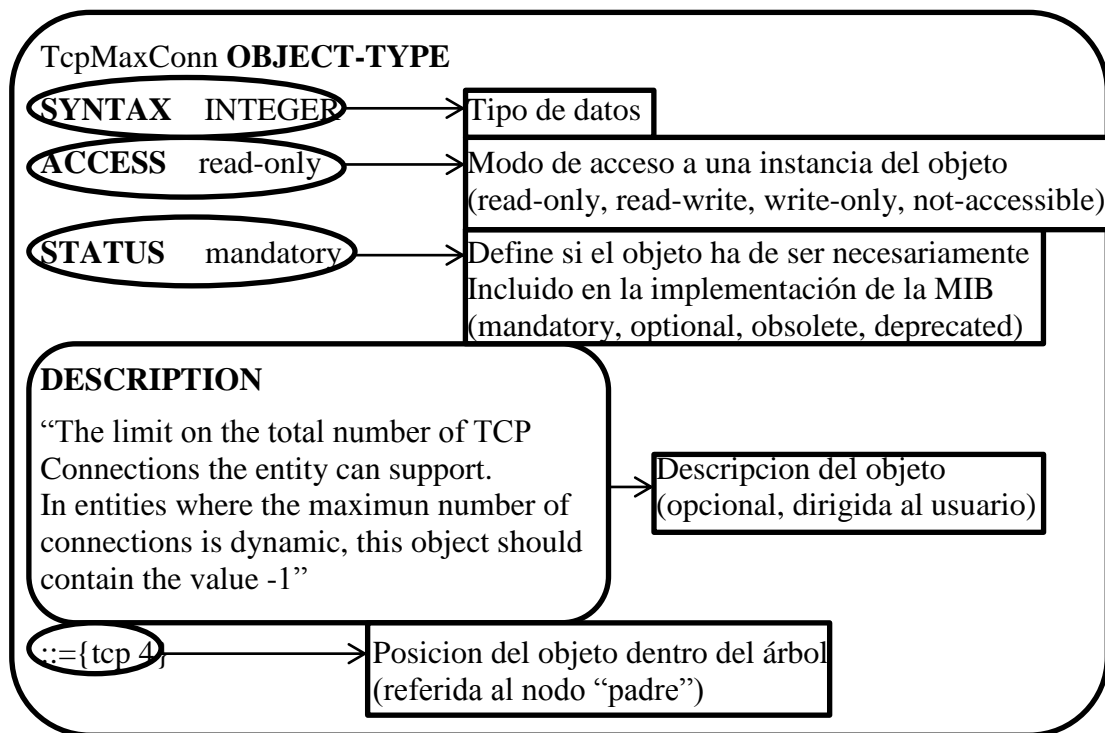 TcpMaxConn OBJECT-TYPE
SYNTAX INTEGER
Tipo de datos
ACCESS read-only
Modo de acceso a una instancia del objeto
(read-only, read-write, write-only, not-accessible)
STATUS mandatory
Define si el objeto ha de ser necesariamente
Incluido en la implementación de la MIB
(mandatory, optional, obsolete, deprecated)
DESCRIPTION
“The limit on the total number of TCP
Connections the entity can support.
In entities where the maximun number of
connections is dynamic, this object should
contain the value -1”
Descripcion del objeto
(opcional, dirigida al usuario)
::={tcp 4}
Posicion del objeto dentro del árbol
(referida al nodo “padre”)